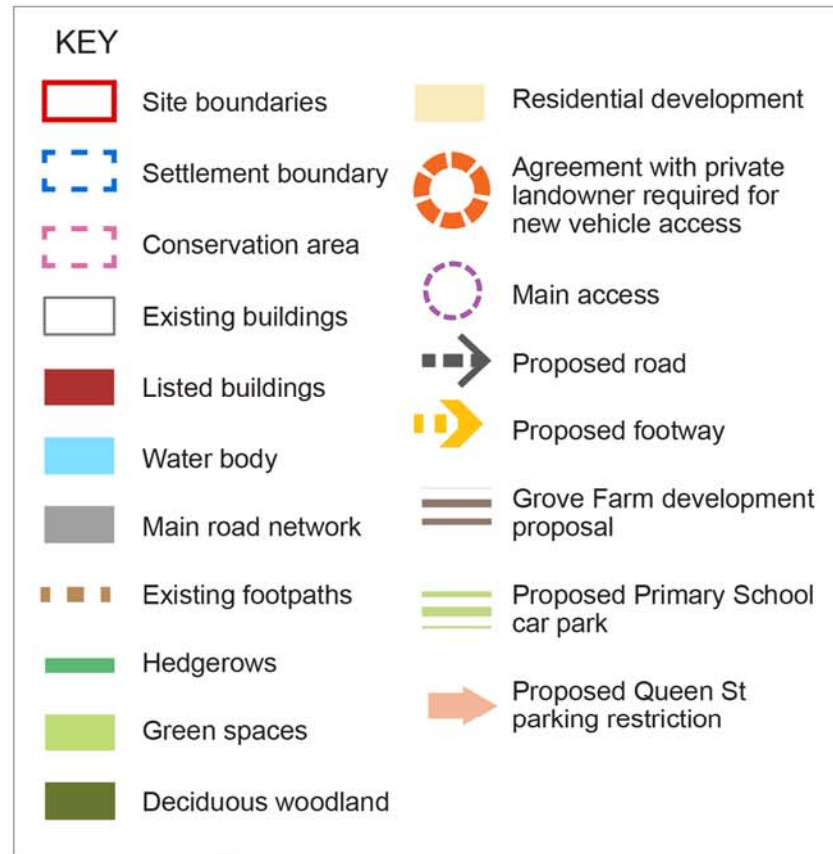 KEY
Site boundaries
Settlement boundary
Conservation area
Existing buildings
Listed buildings
Water body
Main road network
Existing footpaths
Hedgerows
Green spaces
Deciduous woodland
Residential development
Agreement with private
landowner required for
new vehicle access
Main access
Proposed road
Proposed footway
Grove Farm development
proposal
Proposed Primary School
car park
Proposed Queen St
parking restriction